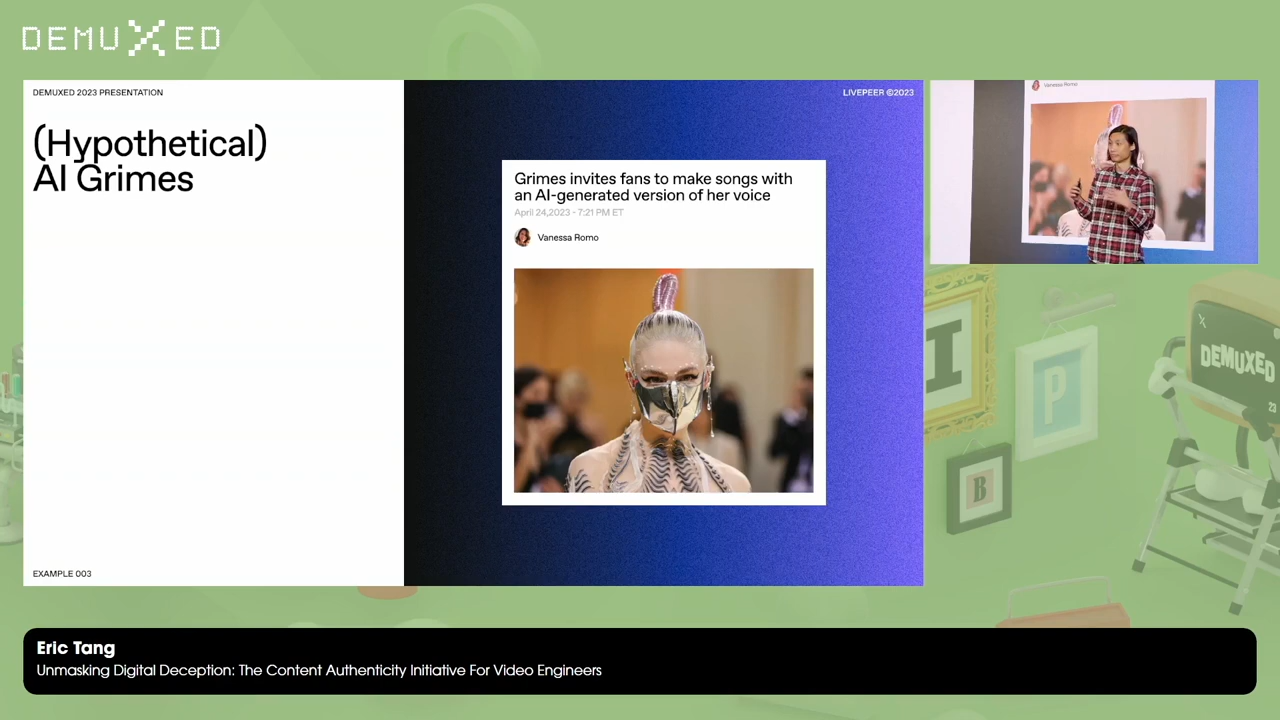 DEMUXED
DEMUXED 2023 PRESENTATION
(Hypothetical)
AI Grimes
EXAMPLE 003
LIVEPEER ©2023
Grimes invites fans to make songs with
an AI-generated version of her voice
April 24,2023 • 7:21 PM ET
Vanessa Romo
Vanessa Romo
I
P
B
DEMUXED
23
Eric Tang
Unmasking Digital Deception: The Content Authenticity Initiative For Video Engineers